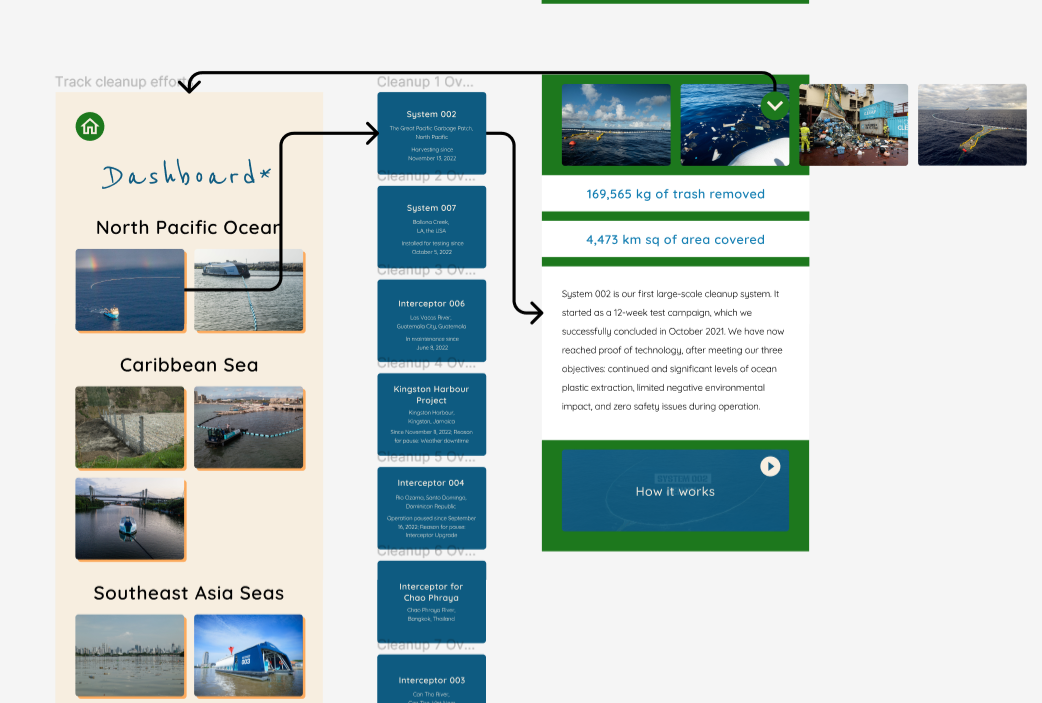 Track cleanup effort
Dashboard*
North Pacific Ocean
Caribbean Sea
Southeast Asia Seas
Cleanup 1 Ov...
System 002
The Great Pacific Garbage Patch,
North Pacific
Harvesting since
November 13, 2022
Cleanup 2 Ov...
System 007
Ballona Creek,
LA, the USA
Installed for testing since
October 5, 2022
Cleanup 3 Ov...
Interceptor 006
Las Vacas River,
Guatemala City, Guatemala
In maintenance since
June 8, 2022
Cleanup 4 Ov...
Kingston Harbour
Project
Kingston Harbour,
Kingston, Jamaica
Since November 8, 2022; Reason
for pause: Weather downtime
Cleanup 5 Ov...
Interceptor 004
Rio Ozama, Santo Domingo,
Dominican Republic
Operation paused since September
16, 2022; Reason for pause:
Interceptor Upgrade
Cleanup 6 Ov...
Interceptor for
Chao Phraya
Chao Phraya River,
Bangkok, Thailand
Cleanup 7 Ov...
Interceptor 003
Can Tho River,
169,565 kg of trash removed
4,473 km sq of area covered
System 002 is our first large-scale cleanup system. It
started as a 12-week test campaign, which we
successfully concluded in October 2021. We have now
reached proof of technology, after meeting our three
objectives: continued and significant levels of ocean
plastic extraction, limited negative environmental
impact, and zero safety issues during operation.
SYSTEM 002
How it works
003